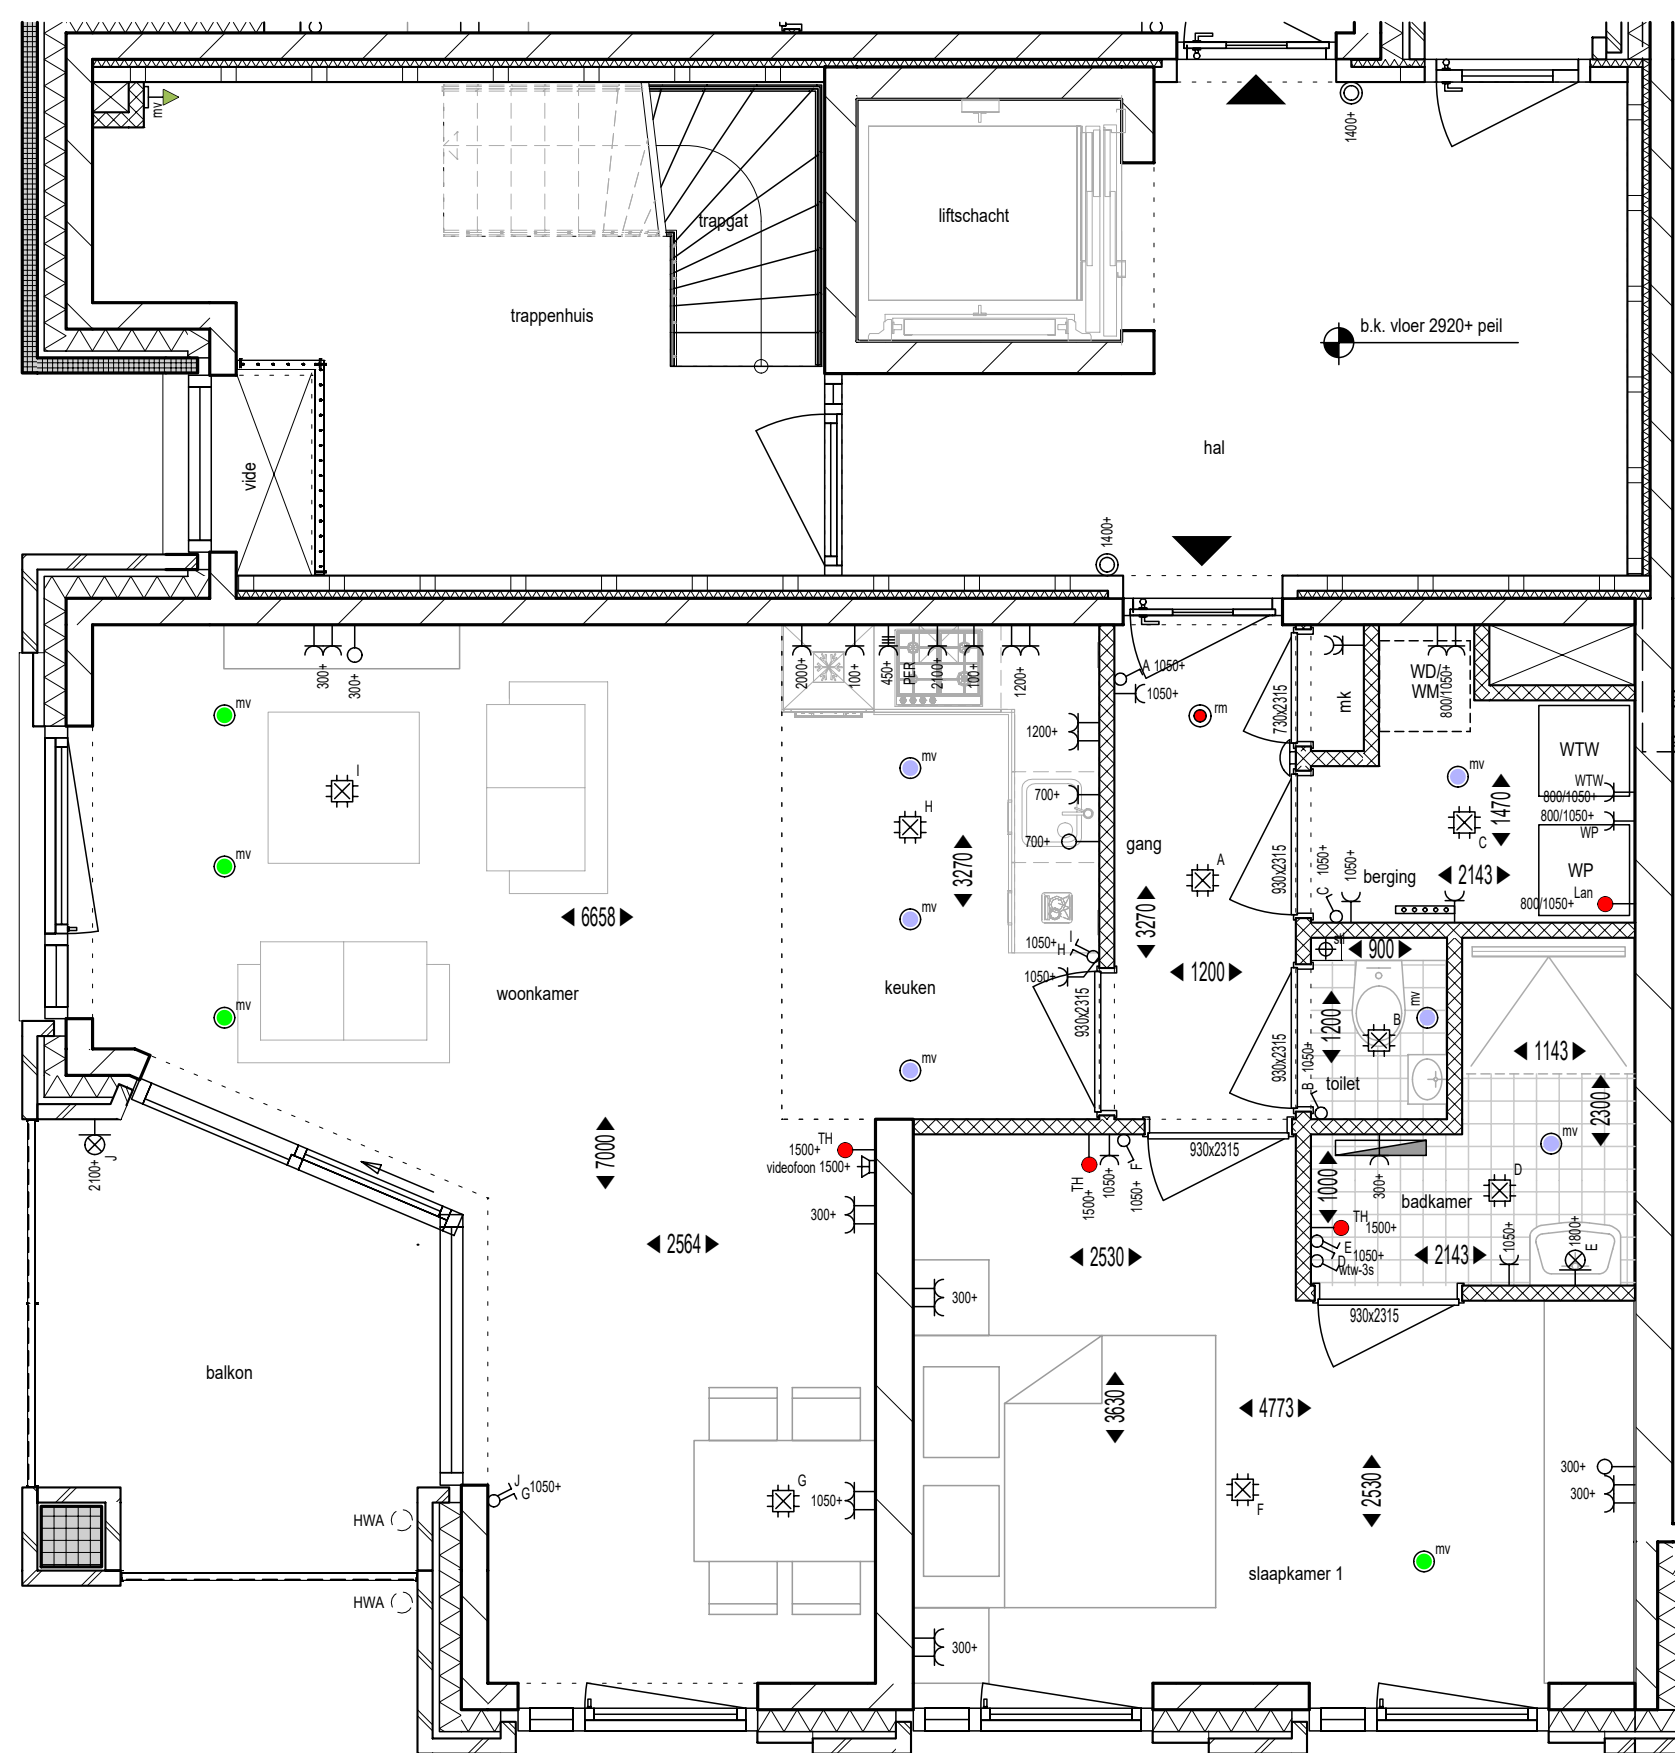 mv
1400+
trapgat
liftschacht
trappenhuis
b.k. vloer 2920+ peil
hal
vide
1400+
300+
300+
2000+
100+
450+
PER
2100+
100+
1200+
A 1050+
1050+
730x2315
mk
WD/
WM
800/1050+
mv
rm
I
mv
H
1200+
700+
700+
3270
gang
A
3270
930x2315
mv
C
1470
WTW
WTW
800/1050+
800/1050+
WP
WP
Lan
800/1050+
berging
2143
C 1050+
1050+
mv
6658
mv
I
1050+
H
1050+
keuken
woonkamer
mv
mv
930x2315
1200
900
1200
mv
B
930x2315
B 1050+
toilet
1143
2300
2100+
J
7000
TH
1500+
videofoon 1500+
300+
2564
TH
1500+
1050+
F
1050+
930x2315
300+
1000
badkamer
D
mv
TH
1500+
E
1050+
D
wtw-3s
2143
1050+
1800+
E
930x2315
2530
300+
balkon
3630
4773
G
1050+
J
G
1050+
300+
300+
2530
F
HWA
mv
slaapkamer 1
HWA
300+